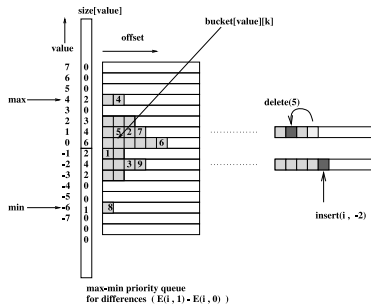 size[value]
bucket[value][k]
value
offset
7 0
6 0
5 0
max 4 2 4
3 0
2 3
delete(5)
1 4 5 2 7
0 6 6
-1 2 1
-2 4 3 9
-3 2
-4 0
-5 0
min -6 1 8
-7 0
0
0
insert(i , -2)
max-min priority queue
for differences ( E(i , 1) - E(i , 0) )